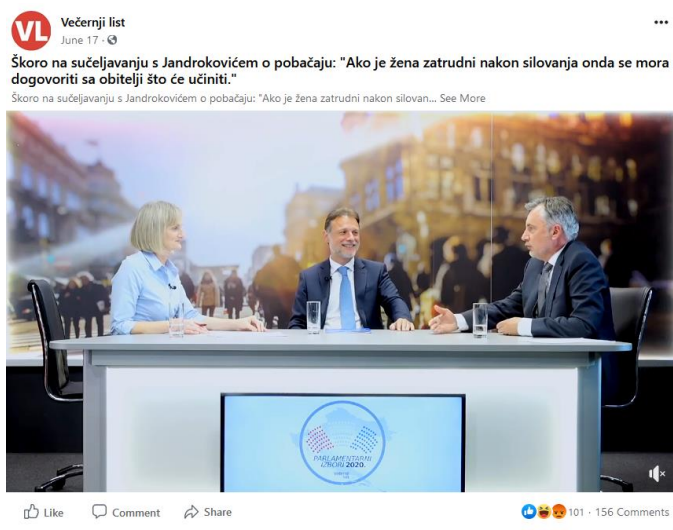 VL
Večernji list
June 17 ·
Škoro na sučeljavanju s Jandrokovićem o pobačaju: "Ako je žena zatrudni nakon silovanja onda se mora
dogovoriti sa obitelji što će učiniti."
Škoro na sučeljavanju s Jandrokovićem o pobačaju: "Ako je žena zatrudni nakon silovan... See More
PARLAMENTARNI
IZBORI 2020.
Like
Comment
Share
101 · 156 Comments